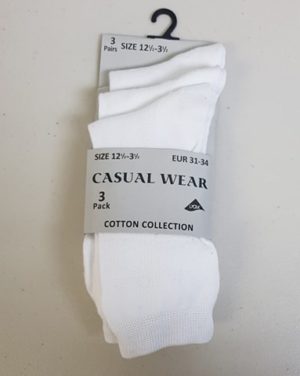 3
Pairs
SIZE 12½-3½
SIZE 12½-3½
EUR 31-34
CASUAL WEAR
3
Pack
COTTON COLLECTION